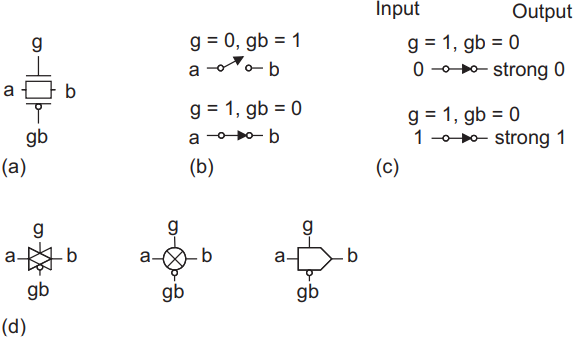 g
a b
gb
(a)
g = 0, gb = 1
a b
g = 1, gb = 0
a b
(b)
Input Output
g = 1, gb = 0
0 strong 0
g = 1, gb = 0
1 strong 1
(c)
g
a b
gb
g
a b
gb
g
a b
gb
(d)